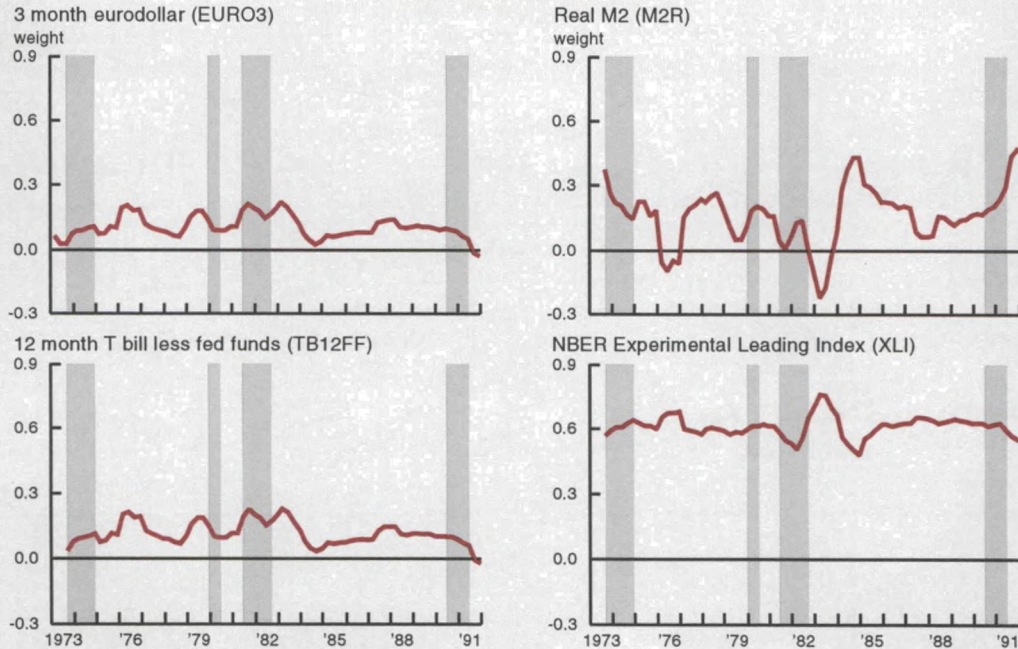 3 month eurodollar (EURO3)
weight
0.9
0.6
0.3
0.0
-0.3
Real M2 (M2R)
weight
0.9
0.6
0.3
0.0
-0.3
12 month T bill less fed funds (TB12FF)
0.9
0.6
0.3
0.0
-0.3
1973 '76 '79 '82 '85 '88 '91
NBER Experimental Leading Index (XLI)
0.9
0.6
0.3
0.0
-0.3
1973 '76 '79 '82 '85 '88 '91